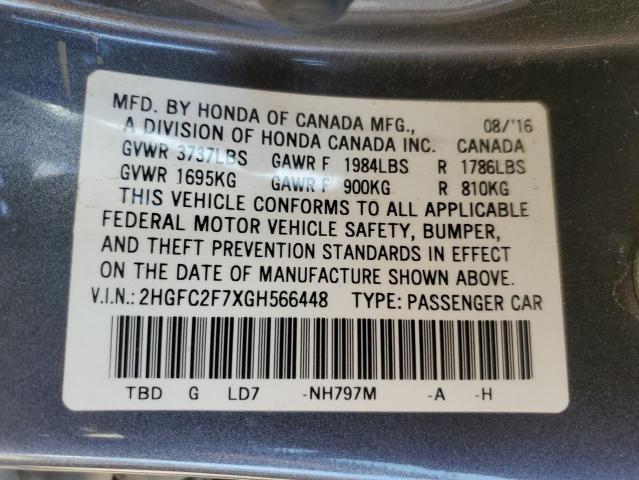 MFD. BY HONDA OF CANADA MFG., 08/'16
A DIVISION OF HONDA CANADA INC. CANADA
GVWR 3737LBS GAWR F 1984LBS R 1786LBS
GVWR 1695KG GAWR F 900KG R 810KG
THIS VEHICLE CONFORMS TO ALL APPLICABLE
FEDERAL MOTOR VEHICLE SAFETY, BUMPER,
AND THEFT PREVENTION STANDARDS IN EFFECT
ON THE DATE OF MANUFACTURE SHOWN ABOVE.
V.I.N.: 2HGFC2F7XGH566448 TYPE: PASSENGER CAR
TBD G LD7 -NH797M -A -H